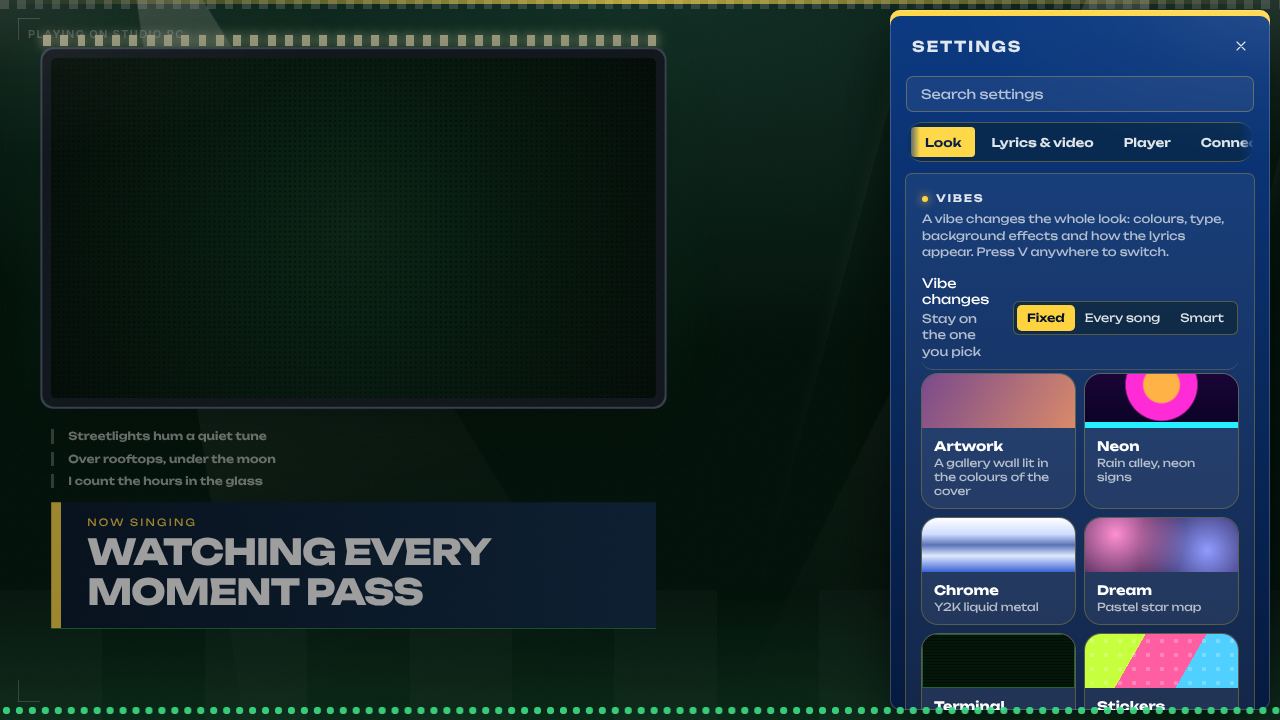 PLAYING ON STUDIO PC
SETTINGS
Search settings
Look
Lyrics & video
Player
VIBES
A vibe changes the whole look: colours, type,
background effects and how the lyrics
appear. Press V anywhere to switch.
Vibe
changes
Stay on
the one
you pick
Fixed
Every song
Smart
Artwork
A gallery wall lit in
the colours of the
cover
Neon
Rain alley, neon
signs
Chrome
Y2K liquid metal
Dream
Pastel star map
Terminal
Stickers
Streetlights hum a quiet tune
Over rooftops, under the moon
I count the hours in the glass
NOW SINGING
WATCHING EVERY
MOMENT PASS